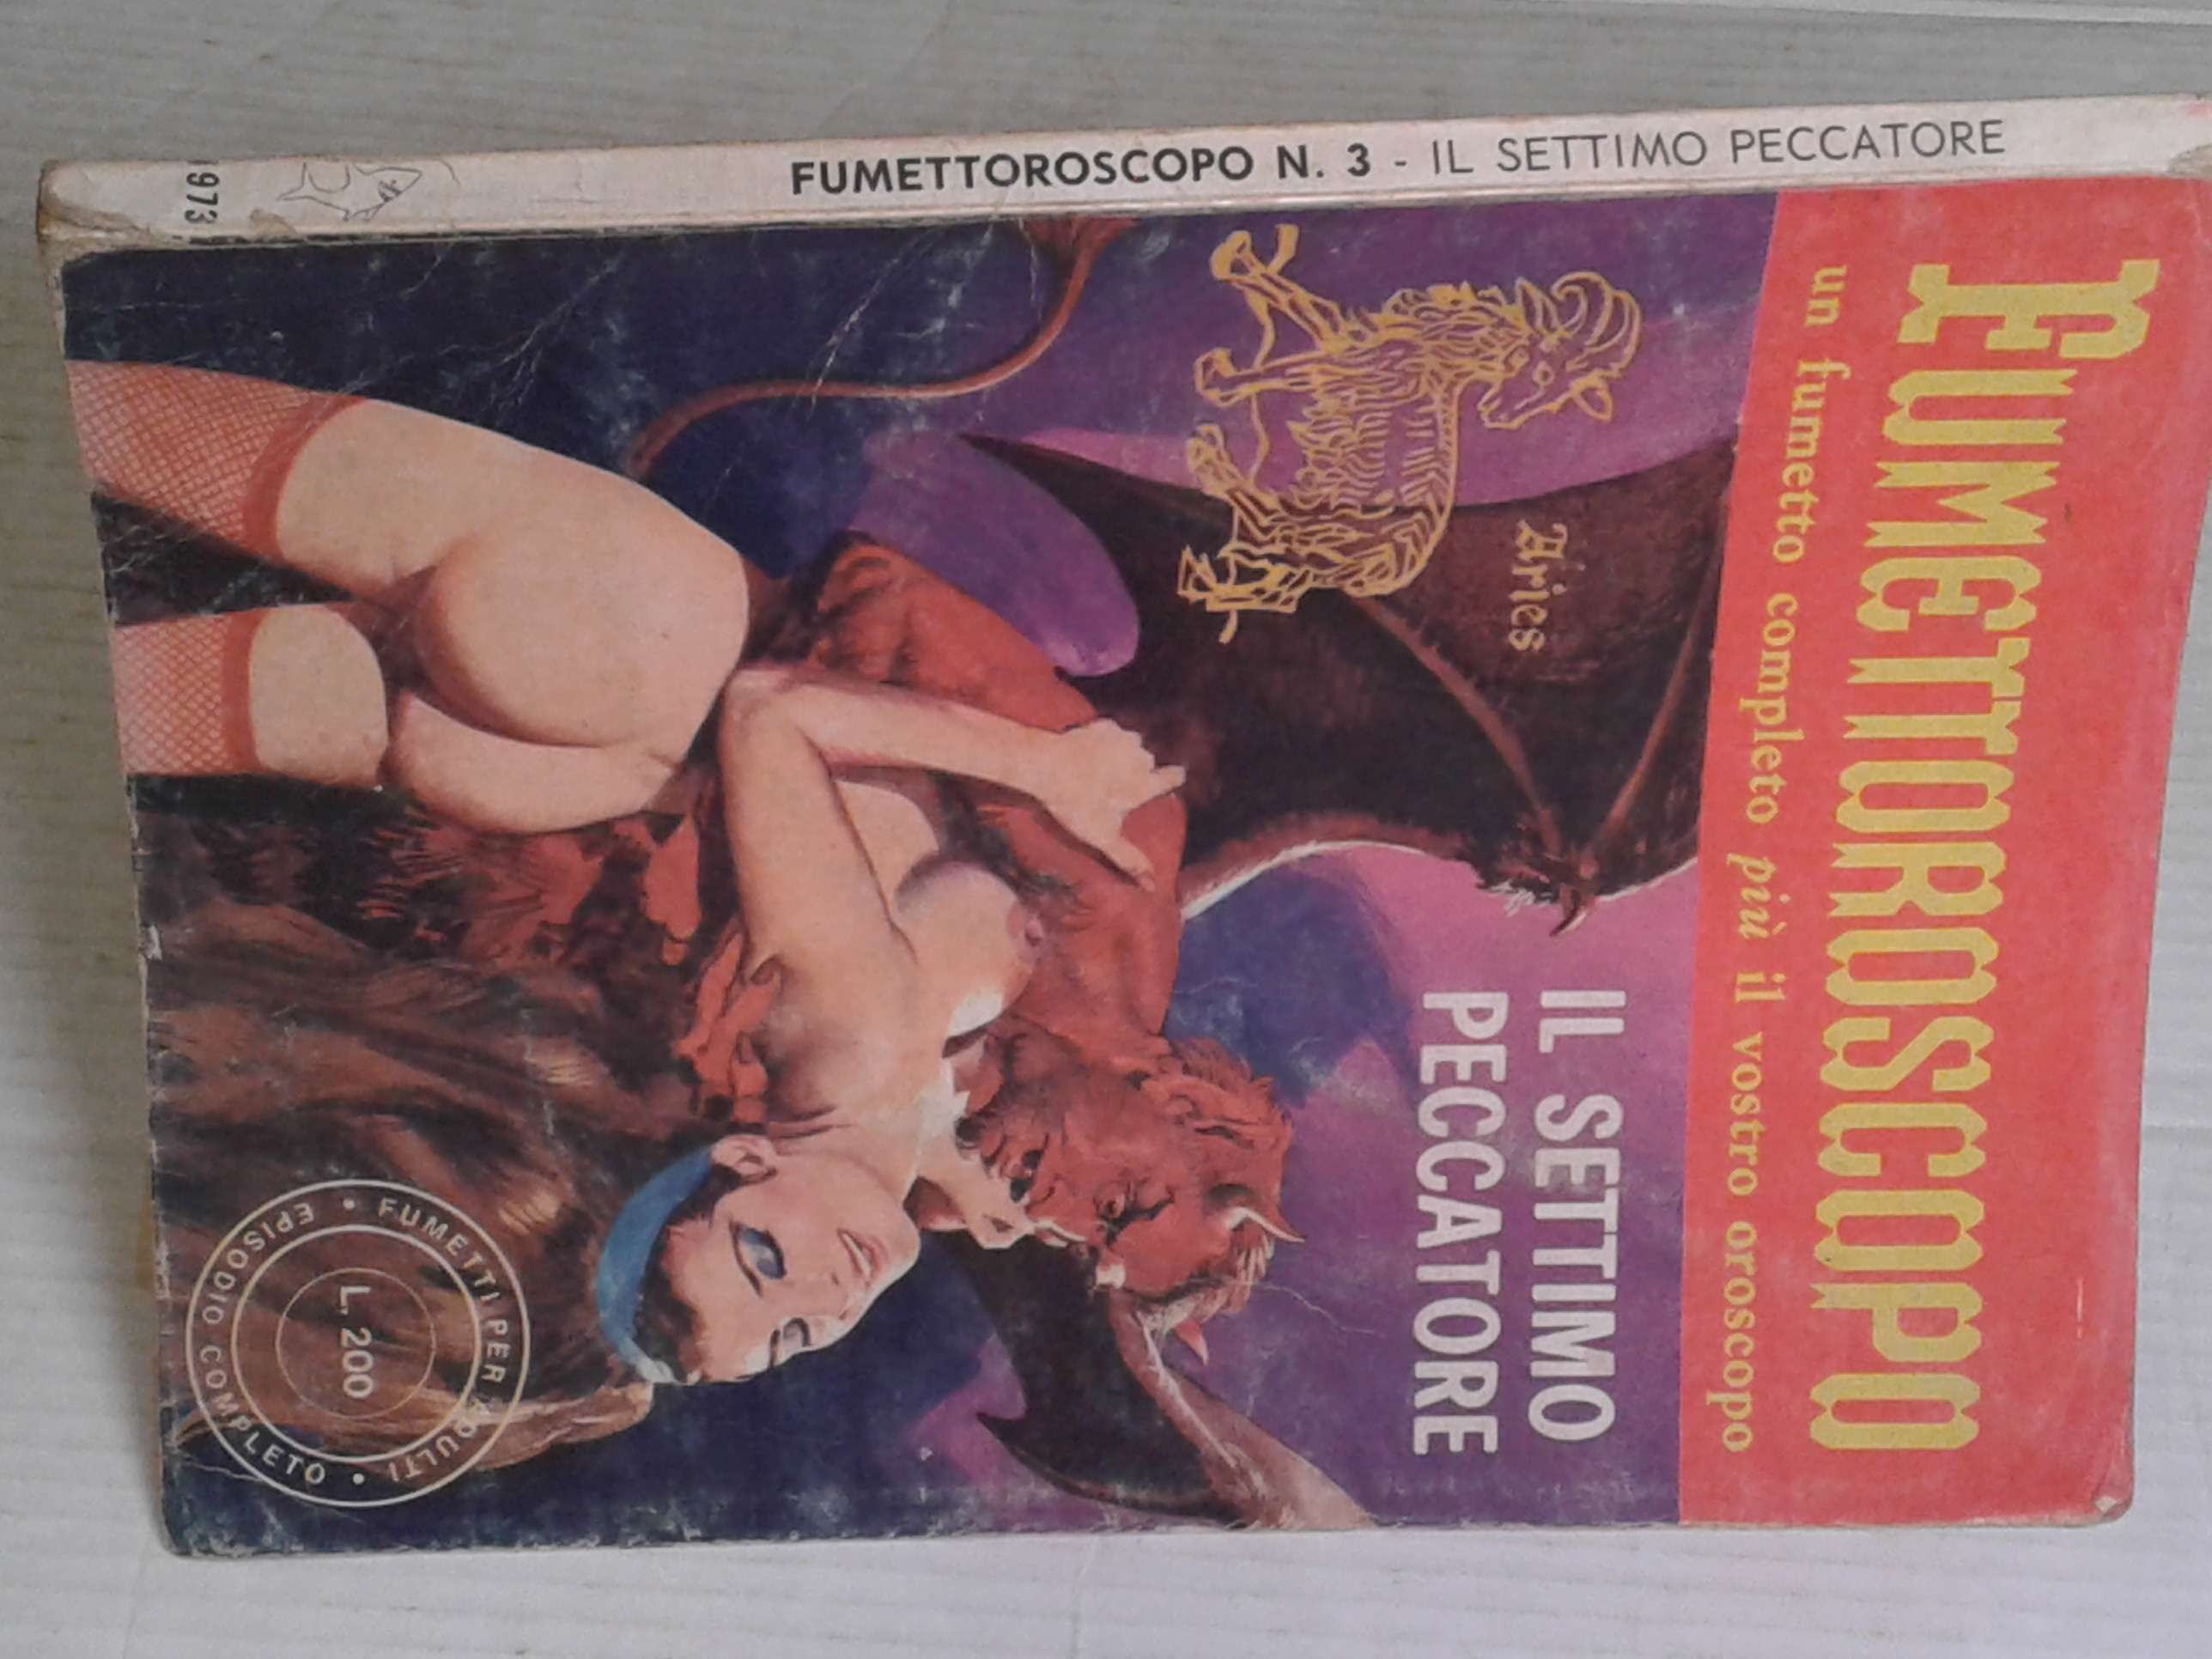 FUMETTOROSCOPO N. 3 - IL SETTIMO PECCATORE
1973
FUMETTOROSCOPO
un fumetto completo più il vostro oroscopo
Aries
IL SETTIMO
PECCATORE
FUMETTI PER ADULTI •
EPISODIO COMPLETO •
L. 200